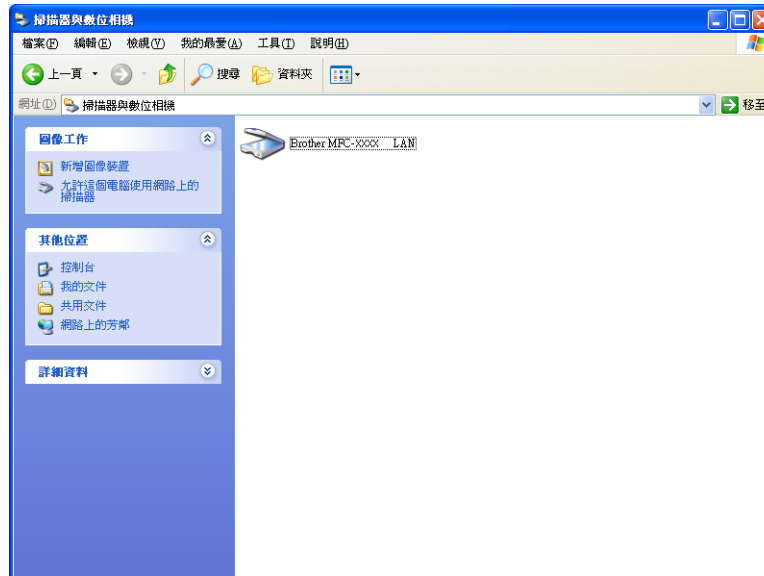 掃描器與數位相機
檔案(F) 編輯(E) 檢視(V) 我的最愛(A) 工具(T) 說明(H)
上一頁 搜尋 資料夾
網址(D) 掃描器與數位相機 移至
圖像工作
新增圖像裝置
允許這個電腦使用網路上的
掃描器
Brother MFC-xxxx LAN
其他位置
控制台
我的文件
共用文件
網路上的芳鄰
詳細資料